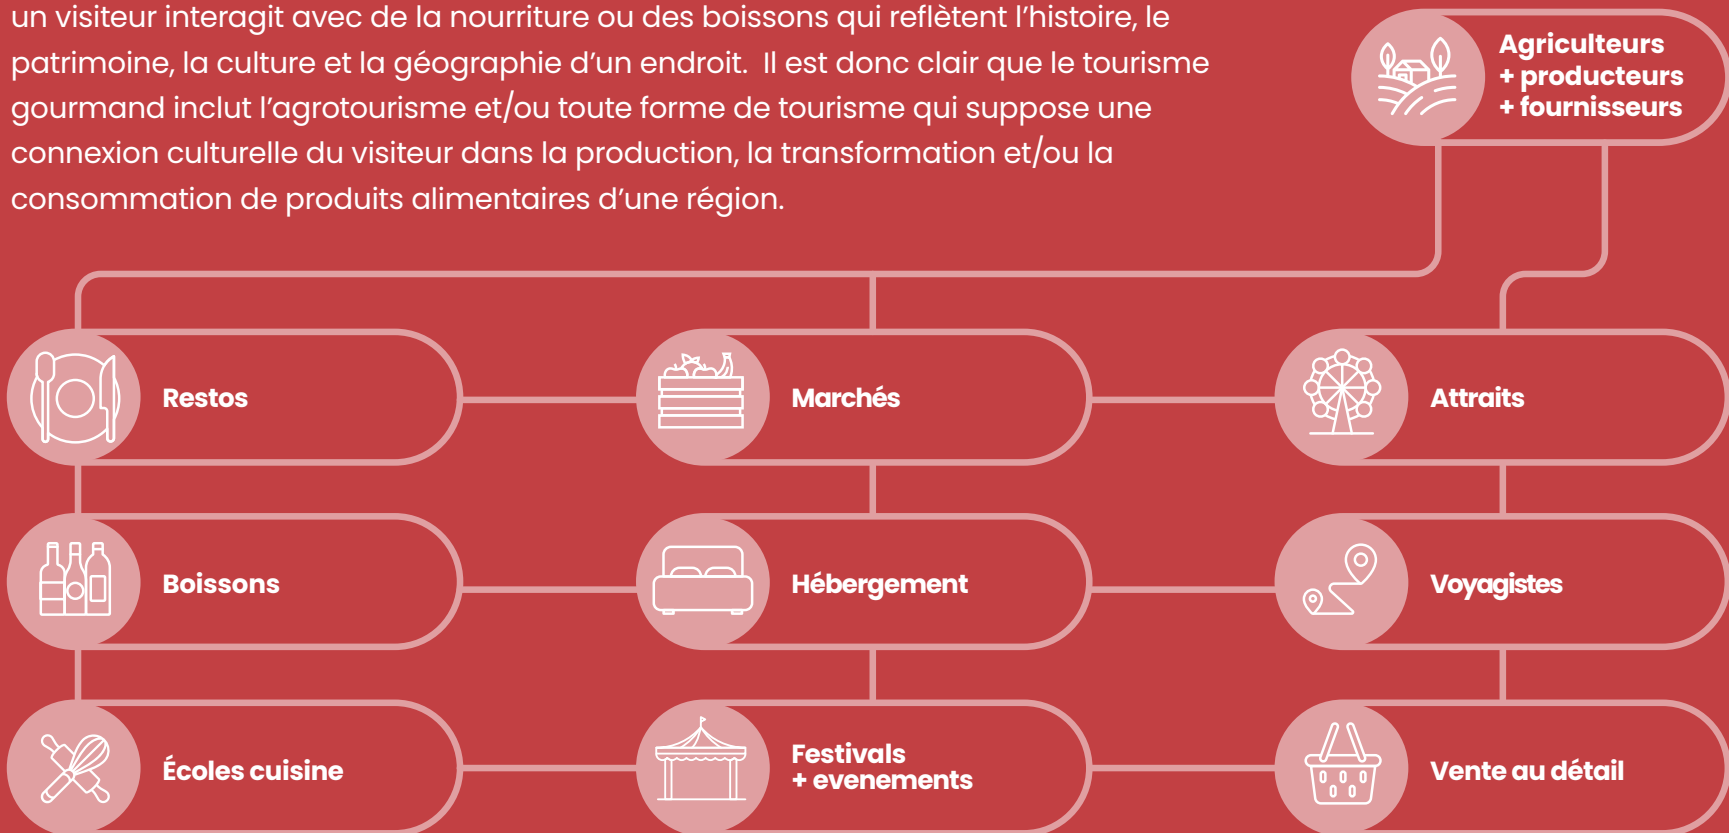 un visiteur interagit avec de la nourriture ou des boissons qui reflètent l’histoire, le
patrimoine, la culture et la géographie d’un endroit.  Il est donc clair que le tourisme
gourmand inclut l’agrotourisme et/ou toute forme de tourisme qui suppose une
connexion culturelle du visiteur dans la production, la transformation et/ou la
consommation de produits alimentaires d’une région.
Agriculteurs
+ producteurs
+ fournisseurs
Restos
Marchés
Attraits
Boissons
Hébergement
Voyagistes
Écoles cuisine
Festivals
+ evenements
Vente au détail